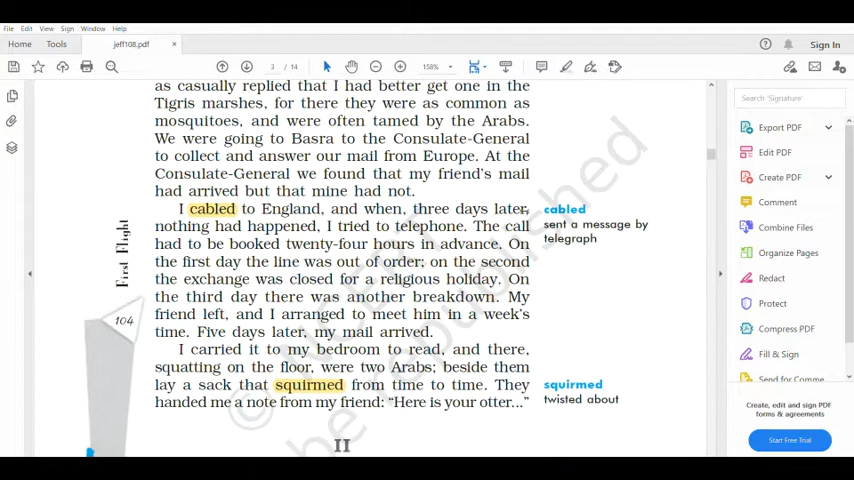 File Edit View Sign Window Help
Home Tools jeff108.pdf × Sign In
3 / 14 158%
as casually replied that I had better get one in the
Tigris marshes, for there they were as common as
mosquitoes, and were often tamed by the Arabs.
We were going to Basra to the Consulate-General
to collect and answer our mail from Europe. At the
Consulate-General we found that my friend's mail
had arrived but that mine had not.
I cabled to England, and when, three days later,
nothing had happened, I tried to telephone. The call
had to be booked twenty-four hours in advance. On
the first day the line was out of order; on the second
the exchange was closed for a religious holiday. On
the third day there was another breakdown. My
friend left, and I arranged to meet him in a week's
time. Five days later, my mail arrived.
I carried it to my bedroom to read, and there,
squatting on the floor, were two Arabs; beside them
lay a sack that squirmed from time to time. They
handed me a note from my friend: “Here is your otter...”
II
cabled
sent a message by
telegraph
squirmed
twisted about
First Flight
104
© NCERT
be republished
Search 'Signature'
Export PDF
Edit PDF
Create PDF
Comment
Combine Files
Organize Pages
Redact
Protect
Compress PDF
Fill & Sign
Send for Comme
Create, edit and sign PDF
forms & agreements
Start Free Trial